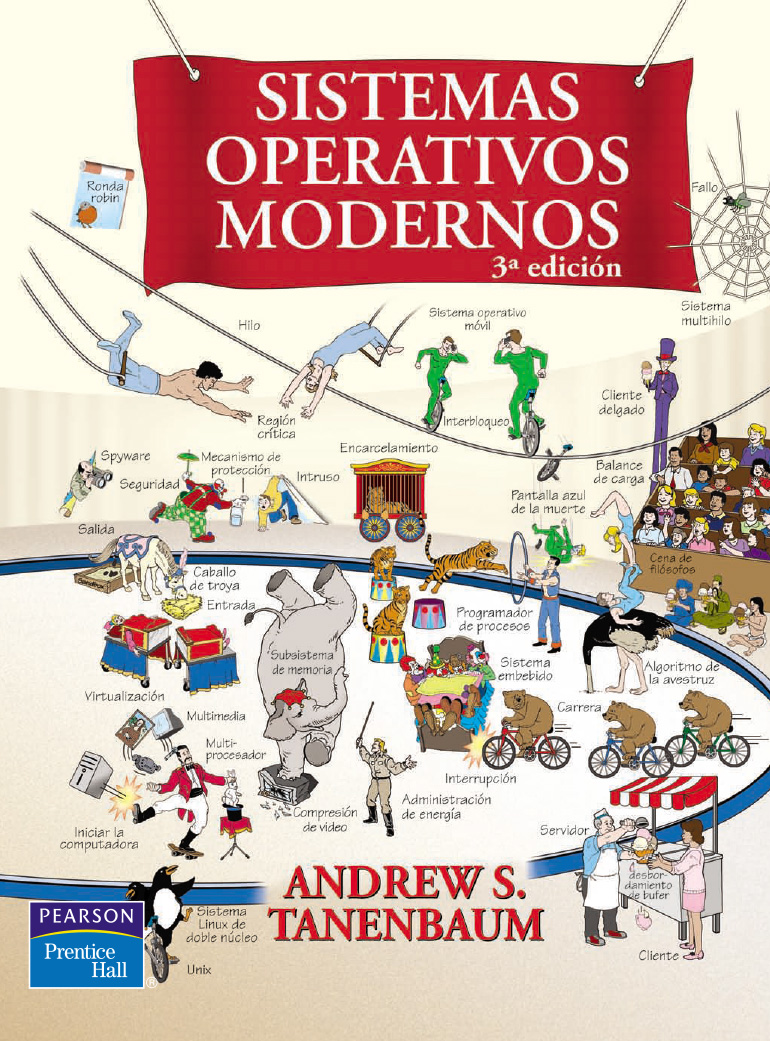 SISTEMAS
OPERATIVOS
MODERNOS
3ª edición
Ronda
robin
Fallo
Sistema
multihilo
Hilo
Sistema operativo
móvil
Cliente
delgado
Región
crítica
Interbloqueo
Encarcelamiento
Spyware
Mecanismo de
protección
Seguridad
Intruso
Balance
de carga
Pantalla azul
de la muerte
Salida
Cena de
filósofos
Caballo
de troya
Entrada
Programador
de procesos
Subsistema
de memoria
Sistema
embebido
Algoritmo de
la avestruz
Virtualización
Carrera
Multimedia
Multi-
procesador
Interrupción
Administración
de energía
Compresión
de video
Iniciar la
computadora
Servidor
desbor-
damiento
de bufer
ANDREW S.
TANENBAUM
PEARSON
Prentice
Hall
®
Sistema
Linux de
doble núcleo
Unix
Cliente